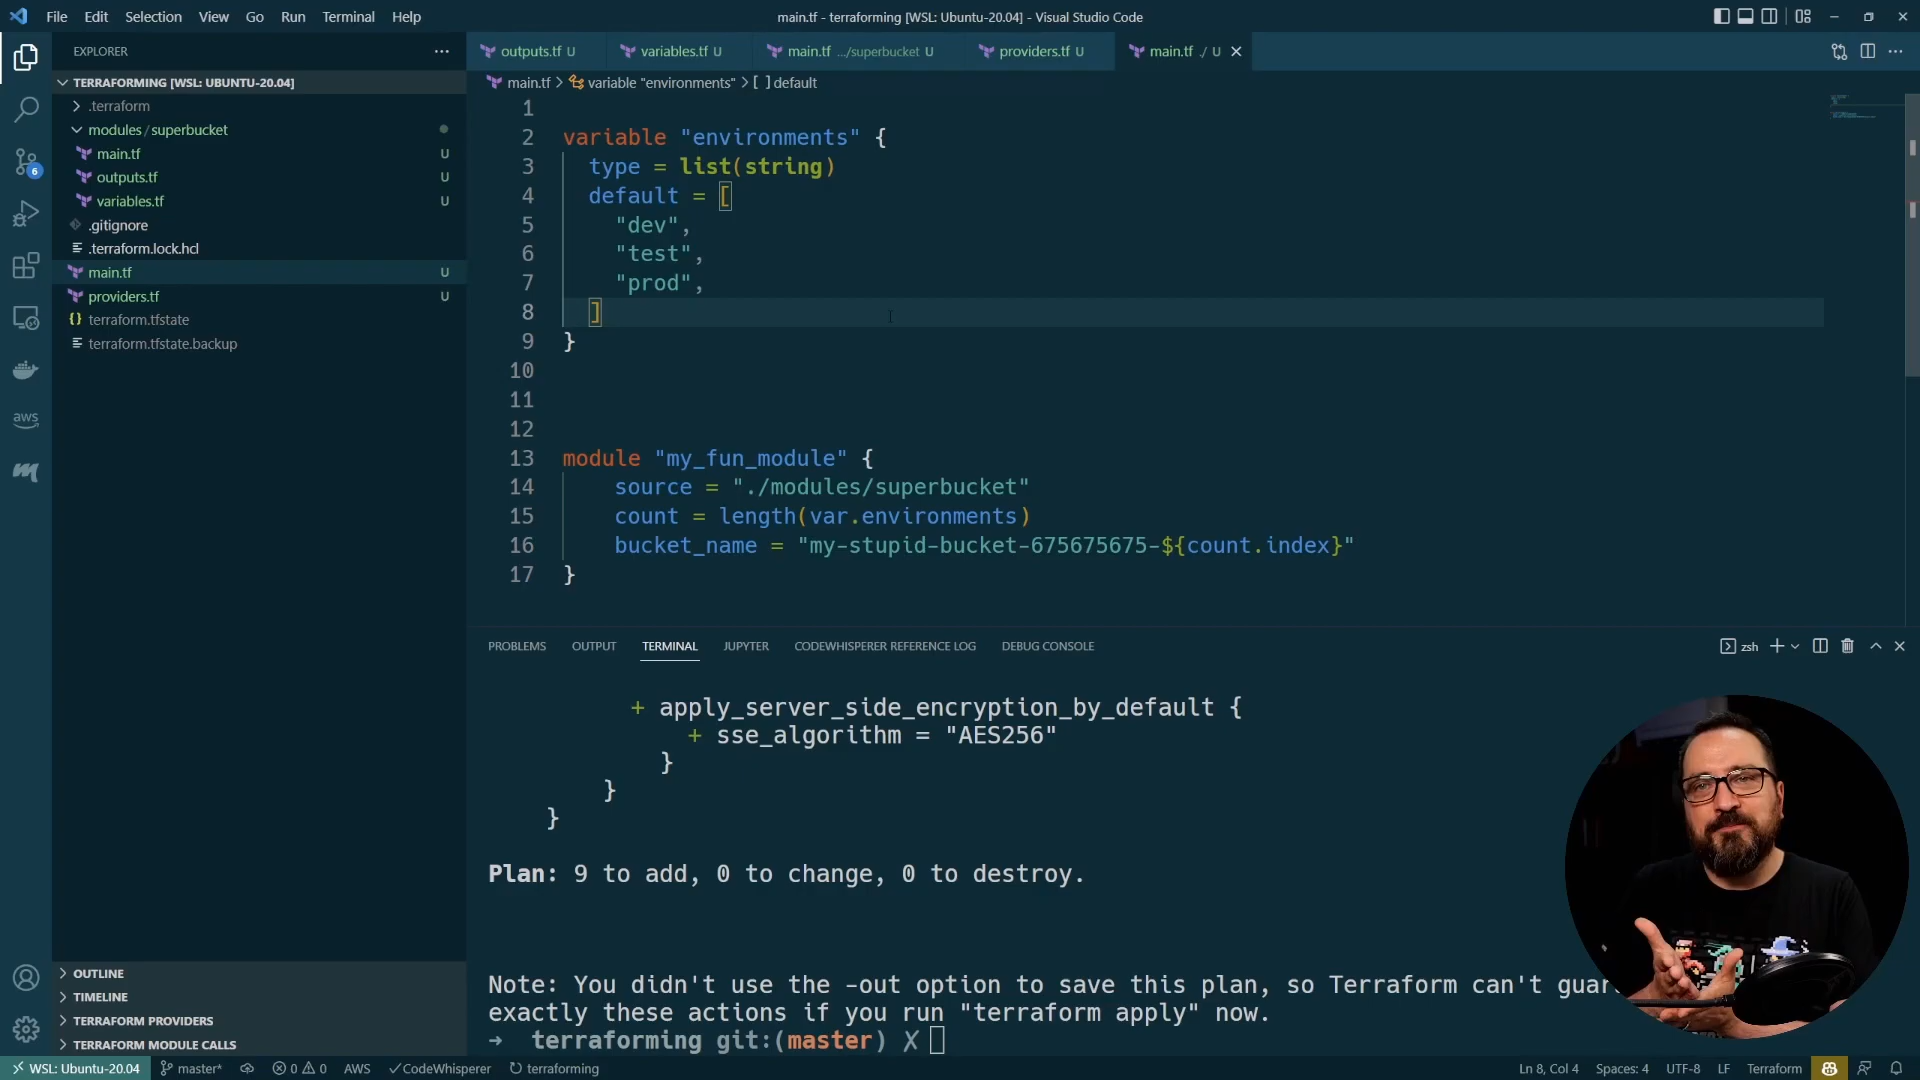 File Edit Selection View Go Run Terminal Help
main.tf - terraforming [WSL: Ubuntu-20.04] - Visual Studio Code
EXPLORER
TERRAFORMING [WSL: UBUNTU-20.04]
.terraform
modules / superbucket
main.tf U
outputs.tf U
variables.tf U
.gitignore
.terraform.lock.hcl
main.tf U
providers.tf U
{} terraform.tfstate
terraform.tfstate.backup
6
aws
OUTLINE
TIMELINE
TERRAFORM PROVIDERS
TERRAFORM MODULE CALLS
outputs.tf U variables.tf U main.tf .../superbucket U providers.tf U main.tf ./ U
main.tf > variable "environments" > [ ] default
1
2 variable "environments" {
3 type = list(string)
4 default = [
5 "dev",
6 "test",
7 "prod",
8 ]
9 }
10
11
12
13 module "my_fun_module" {
14 source = "./modules/superbucket"
15 count = length(var.environments)
16 bucket_name = "my-stupid-bucket-675675675-${count.index}"
17 }
PROBLEMS OUTPUT TERMINAL JUPYTER CODEWHISPERER REFERENCE LOG DEBUG CONSOLE
zsh
+ apply_server_side_encryption_by_default {
+ sse_algorithm = "AES256"
}
}
}
Plan: 9 to add, 0 to change, 0 to destroy.
Note: You didn't use the -out option to save this plan, so Terraform can't
exactly these actions if you run "terraform apply" now.
→ terraforming git:(master) ✗
WSL: Ubuntu-20.04 master* 0 0 AWS ✓CodeWhisperer terraforming
Ln 8, Col 4 Spaces: 4 UTF-8 LF Terraform